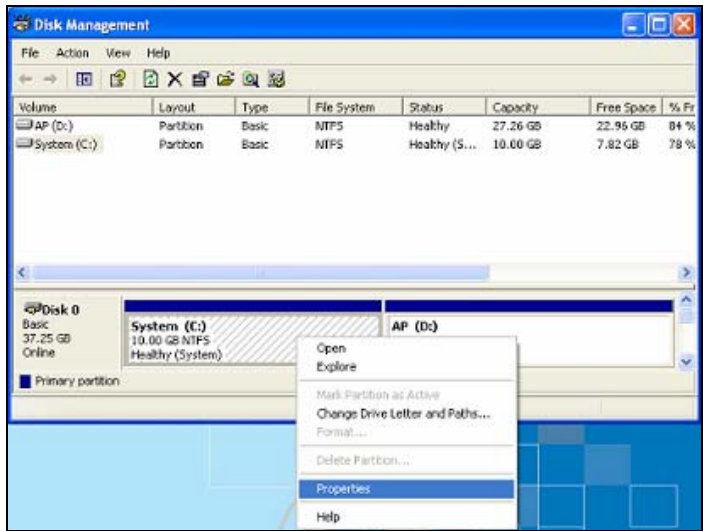 Disk Management
File Action View Help
Volume Layout Type File System Status Capacity Free Space % Fr
AP (D:) Partition Basic NTFS Healthy 27.26 GB 22.96 GB 84 %
System (C:) Partition Basic NTFS Healthy (S... 10.00 GB 7.82 GB 78 %
Disk 0
Basic
37.25 GB
Online
System (C:)
10.00 GB NTFS
Healthy (System)
AP (D:)
Primary partition
Open
Explore
Mark Partition as Active
Change Drive Letter and Paths...
Format...
Delete Partition...
Properties
Help